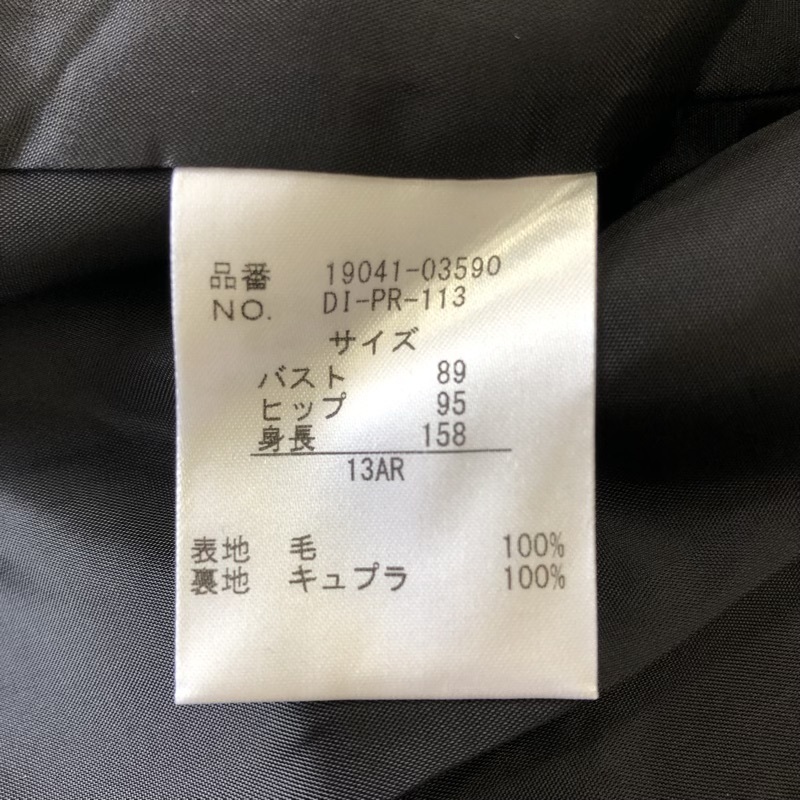 品番 19041-03590
NO. DI-PR-113
サイズ
バスト 89
ヒップ 95
身長 158
13AR
表地 毛 100%
裏地 キュプラ 100%